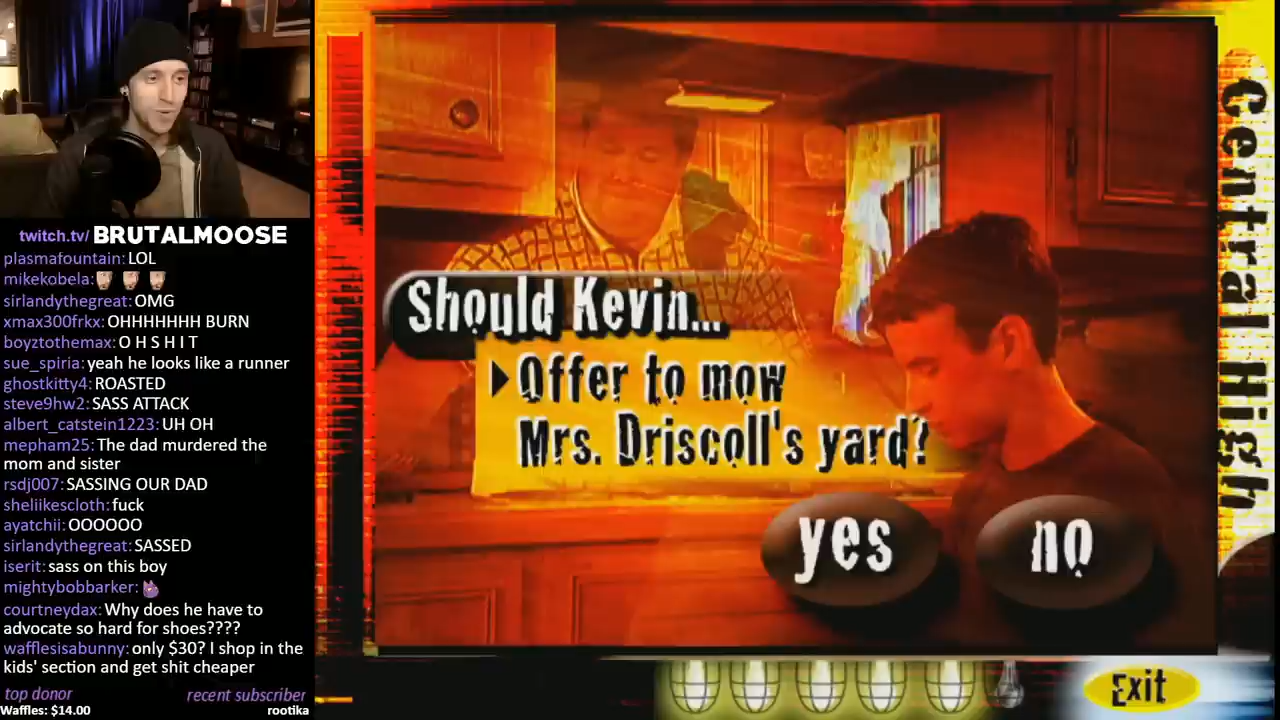 twitch.tv/ BRUTALMOOSE
plasmafountain: LOL
mikekobela:
sirlandythegreat: OMG
xmax300frkx: OHHHHHHH BURN
boyztothemax: O H S H I T
sue_spiria: yeah he looks like a runner
ghostkitty4: ROASTED
steve9hw2: SASS ATTACK
albert_catstein1223: UH OH
mepham25: The dad murdered the
mom and sister
rsdj007: SASSING OUR DAD
sheliikescloth: fuck
ayatchii: OOOOOO
sirlandythegreat: SASSED
iserit: sass on this boy
mightybobbarker:
courtneydax: Why does he have to
advocate so hard for shoes????
wafflesisabunny: only $30? I shop in the
kids' section and get shit cheaper
top donor
Waffles: $14.00
recent subscriber
rootika
Should Kevin...
Offer to mow
Mrs. Driscoll's yard?
yes
no
Central High
Exit